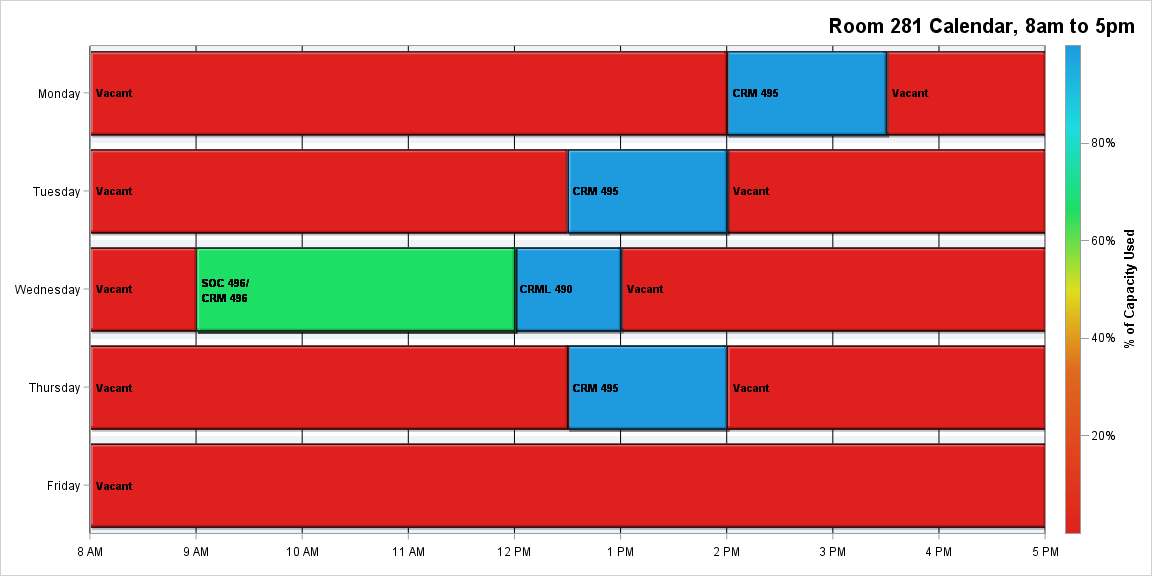 Room 281 Calendar, 8am to 5pm
Monday
Vacant
CRM 495
Vacant
Tuesday
Vacant
CRM 495
Vacant
Wednesday
Vacant
SOC 496/
CRM 496
CRML 490
Vacant
Thursday
Vacant
CRM 495
Vacant
Friday
Vacant
8 AM
9 AM
10 AM
11 AM
12 PM
1 PM
2 PM
3 PM
4 PM
5 PM
80%
60%
40%
20%
% of Capacity Used